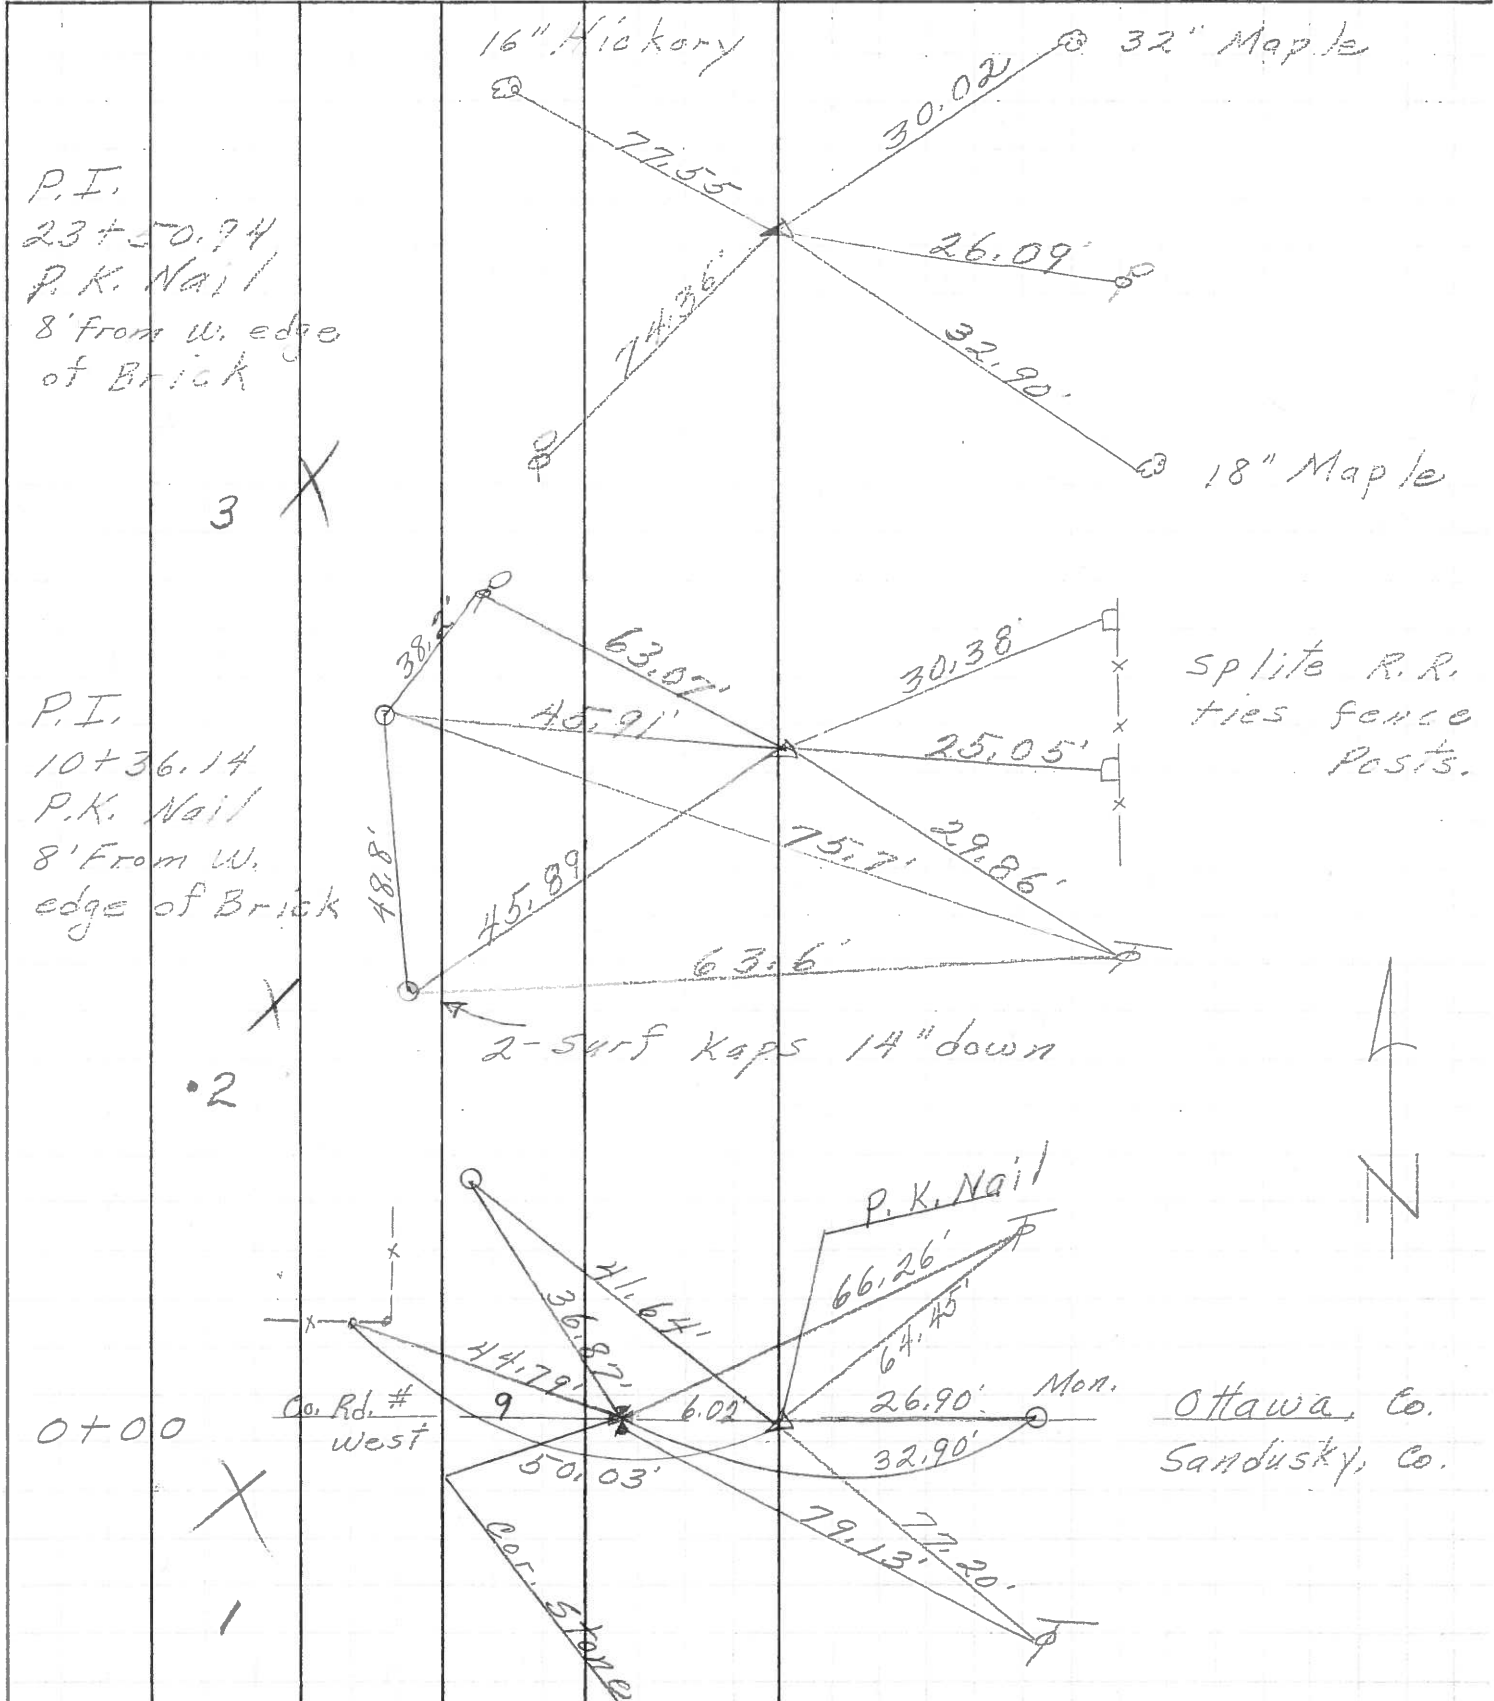 16" Hickory
32" Maple
30.02
77.55
P.I.
23+50.94
P.K. Nail
8' from W. edge
of Brick
26.09'
74.36'
32.90'
18" Maple
3
38.2'
63.07'
30.38'
splite R.R.
ties fence
Posts.
P.I.
10+36.14
P.K. Nail
8' From W.
edge of Brick
45.91'
25.05'
48.8'
45.89
75.7'
29.86'
63.6'
2-Surf Kaps 14" down
.2
N
P.K. Nail
66.26'
64.45'
41.64'
36.87'
44.79'
0+00
Co. Rd. # 9
West
6.02'
26.90'
Mon.
32.90'
50.03'
Ottawa, Co.
Sandusky, Co.
79.13'
77.20'
Cor. Stone
1